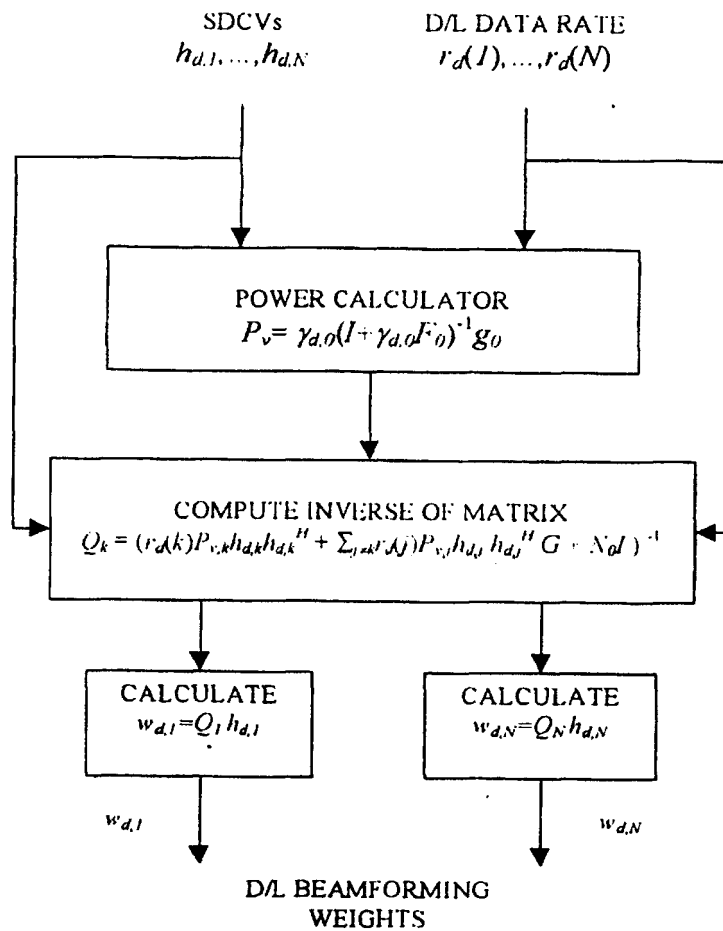 SDCVs
h_{d,1},...,h_{d,N}
D/L DATA RATE
r_d(1),...,r_d(N)
POWER CALCULATOR
P_v = γ_{d,0}(I+γ_{d,0}F_0)^{-1}g_0
COMPUTE INVERSE OF MATRIX
Q_k = (r_d(k)P_{v,k}h_{d,k}h_{d,k}^H + Σ_{j≠k}r_d(j)P_{v,j}h_{d,j} h_{d,j}^H G + N_0I )^{-1}
CALCULATE
w_{d,1}=Q_1 h_{d,1}
CALCULATE
w_{d,N}=Q_N h_{d,N}
w_{d,1}
w_{d,N}
D/L BEAMFORMING
WEIGHTS